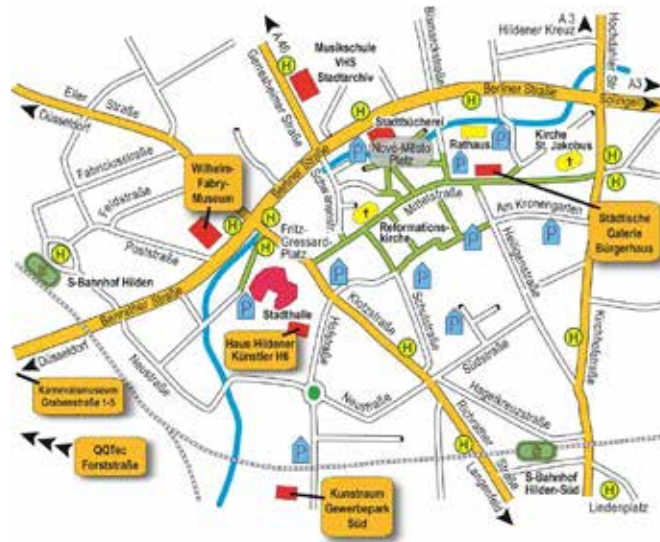 A 3
Hildener Kreuz
Hochdahler Str.
A 46
Musikschule
VHS
Stadtarchiv
Gerresheimer Straße
Bismarckstraße
Berliner Straße
A3
Solingen
Eller Straße
Düsseldorf
Fabriciusstraße
Feldstraße
Poststraße
Wilhelm-
Fabry-
Museum
Berliner Straße
Stadtbücherei
Nove-Mesto
Platz
Rathaus
Kirche
St. Jakobus
Schwanenstr.
Mittelstraße
Am Kronengarten
Städtische
Galerie
Bürgerhaus
Fritz-
Gressard-
Platz
Reformations-
kirche
Heiligenstraße
S-Bahnhof Hilden
Benrather Straße
Düsseldorf
Stadthalle
Haus Hildener
Künstler H6
Hofstraße
Klotzstraße
Schulstraße
Südstraße
Kirchhofstraße
Neustraße
Neustraße
Hagelkreuzstraße
Karnevalsmuseum
Grabenstraße 1-5
QQTec
Forststraße
Richrather
Straße
Langenfeld
S-Bahnhof
Hilden-Süd
Lindenplatz
Kunstraum
Gewerbepark
Süd
H
H
H
H
H
H
H
H
H
H
H
H
H
H
P
P
P
P
P
P
P
P
P